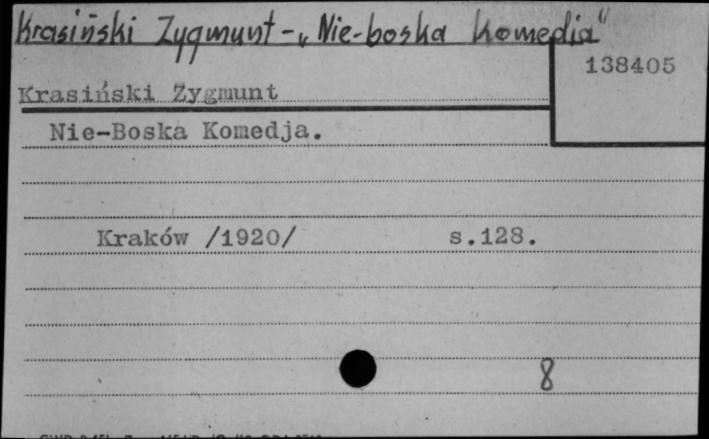 Krasiński Zygmunt - „Nie-boska Komedia"
138405
Krasiński Zygmunt
Nie-Boska Komedja.
Kraków /1920/ s.128.
8